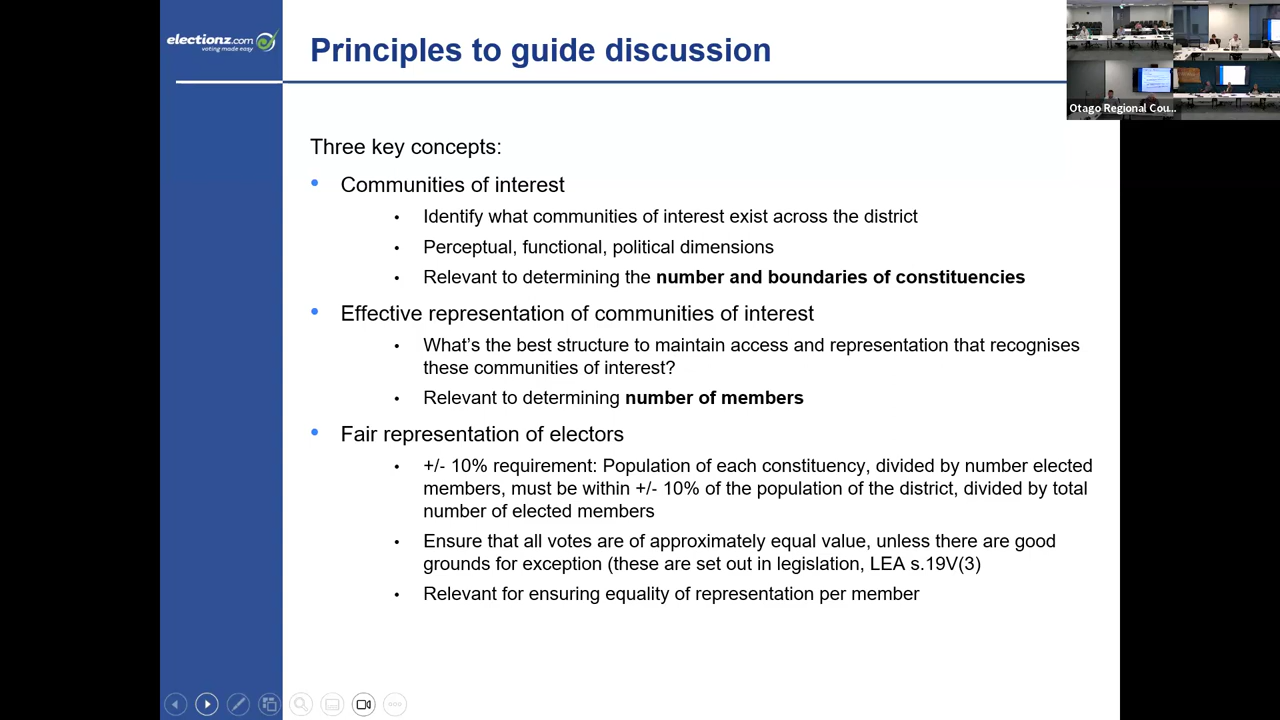 electionz.com
voting made easy
Principles to guide discussion
Otago Regional Cou...
Three key concepts:
• Communities of interest
• Identify what communities of interest exist across the district
• Perceptual, functional, political dimensions
• Relevant to determining the number and boundaries of constituencies
• Effective representation of communities of interest
• What's the best structure to maintain access and representation that recognises
these communities of interest?
• Relevant to determining number of members
• Fair representation of electors
• +/- 10% requirement: Population of each constituency, divided by number elected
members, must be within +/- 10% of the population of the district, divided by total
number of elected members
• Ensure that all votes are of approximately equal value, unless there are good
grounds for exception (these are set out in legislation, LEA s.19V(3)
• Relevant for ensuring equality of representation per member